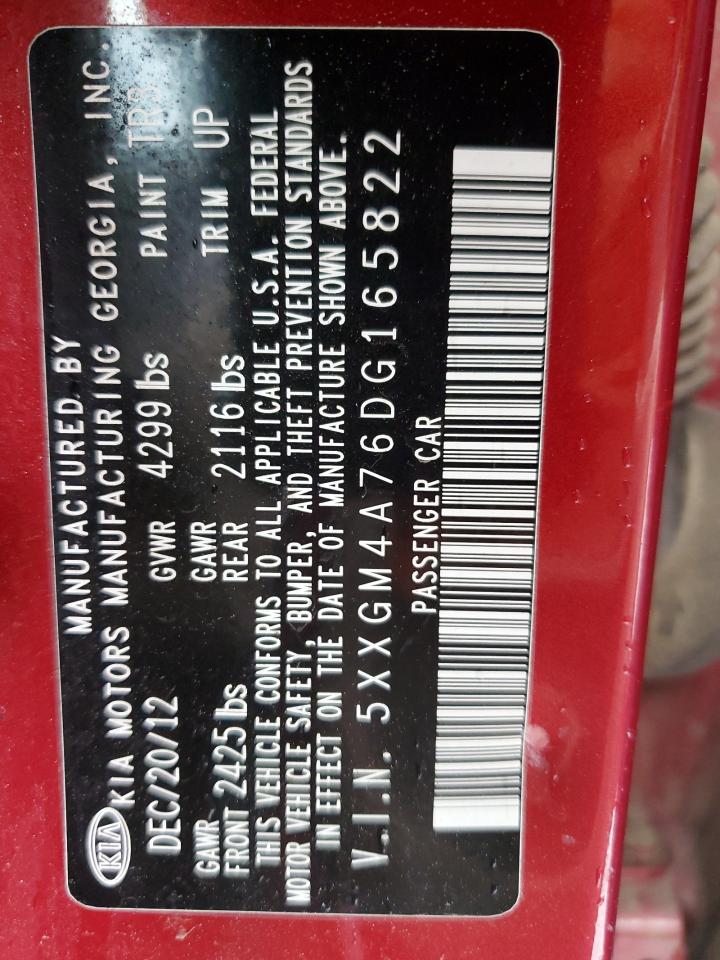 MANUFACTURED BY
KIA KIA MOTORS MANUFACTURING GEORGIA, INC.
DEC/20/12 GVWR 4299 lbs PAINT TR3
GAWR FRONT 2425 lbs GAWR REAR 2116 lbs TRIM UP
THIS VEHICLE CONFORMS TO ALL APPLICABLE U.S.A. FEDERAL
MOTOR VEHICLE SAFETY, BUMPER, AND THEFT PREVENTION STANDARDS
IN EFFECT ON THE DATE OF MANUFACTURE SHOWN ABOVE.
V.I.N. 5XXGM4A76DG165822
PASSENGER CAR